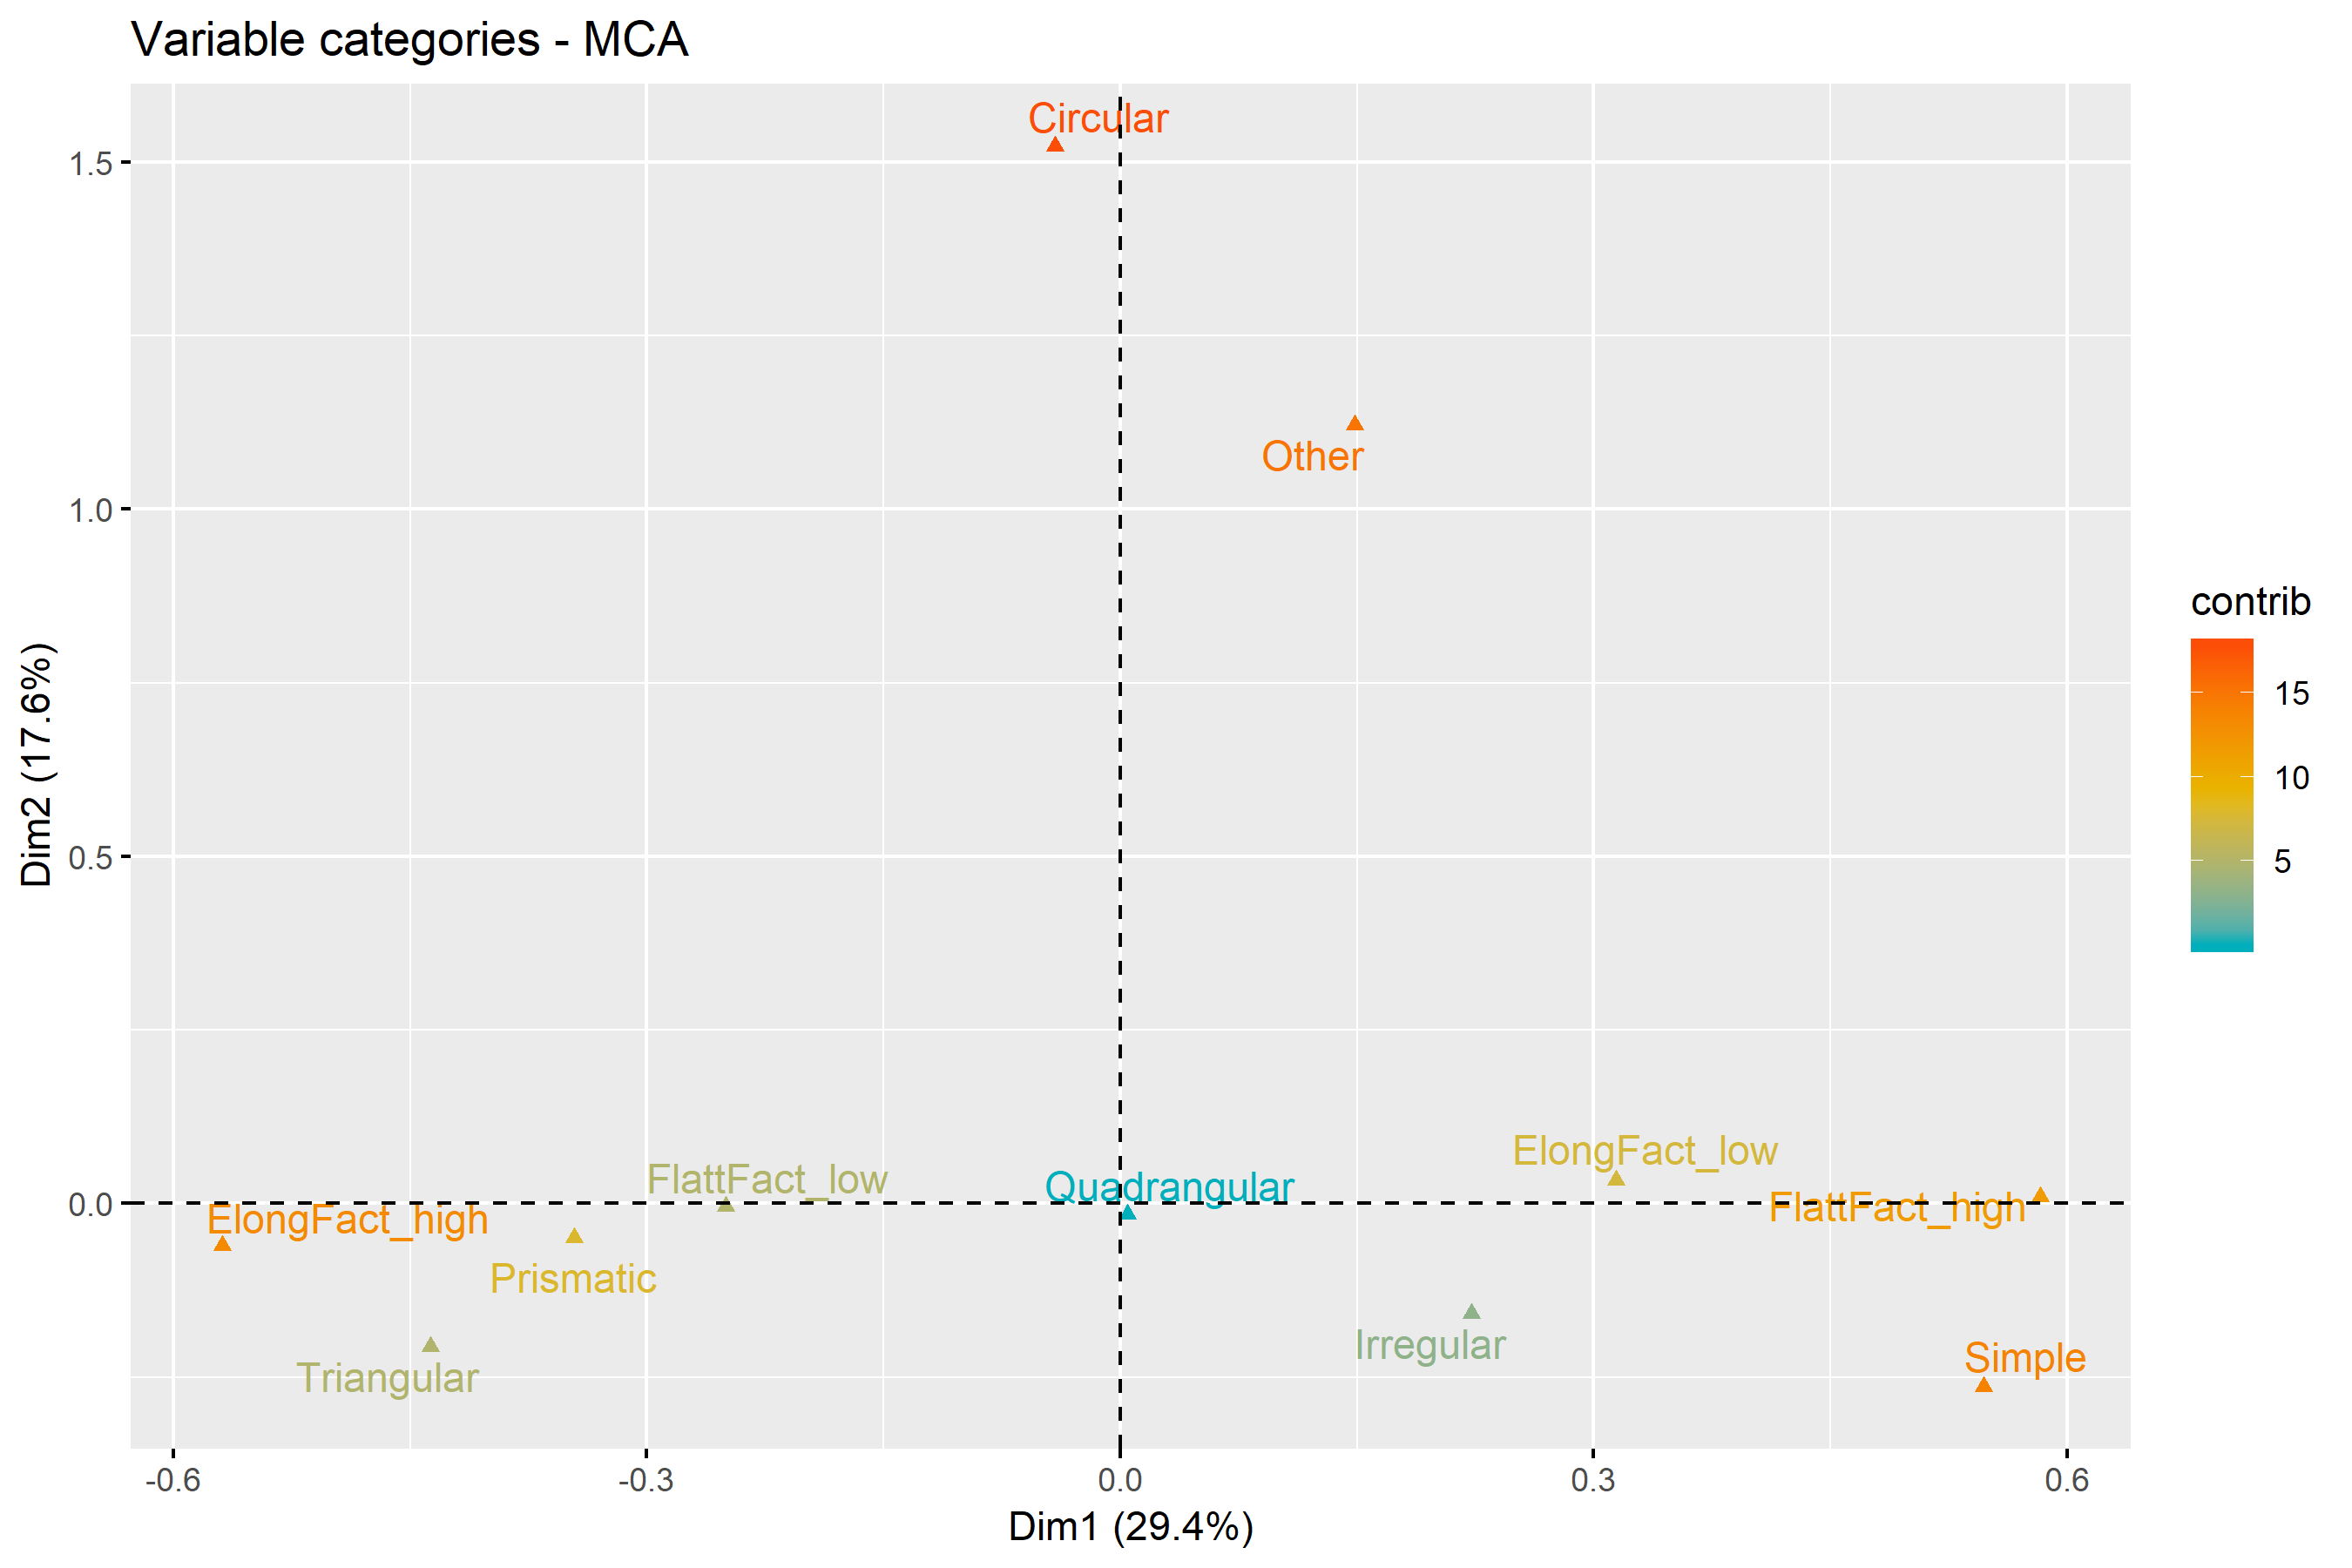 Variable categories - MCA
Circular
1.5
Other
1.0
contrib
15
10
5
Dim2 (17.6%)
0.5
ElongFact_low
FlattFact_low
Quadrangular
0.0
FlattFact_high
ElongFact_high
Prismatic
Irregular
Simple
Triangular
-0.6
-0.3
0.0
0.3
0.6
Dim1 (29.4%)